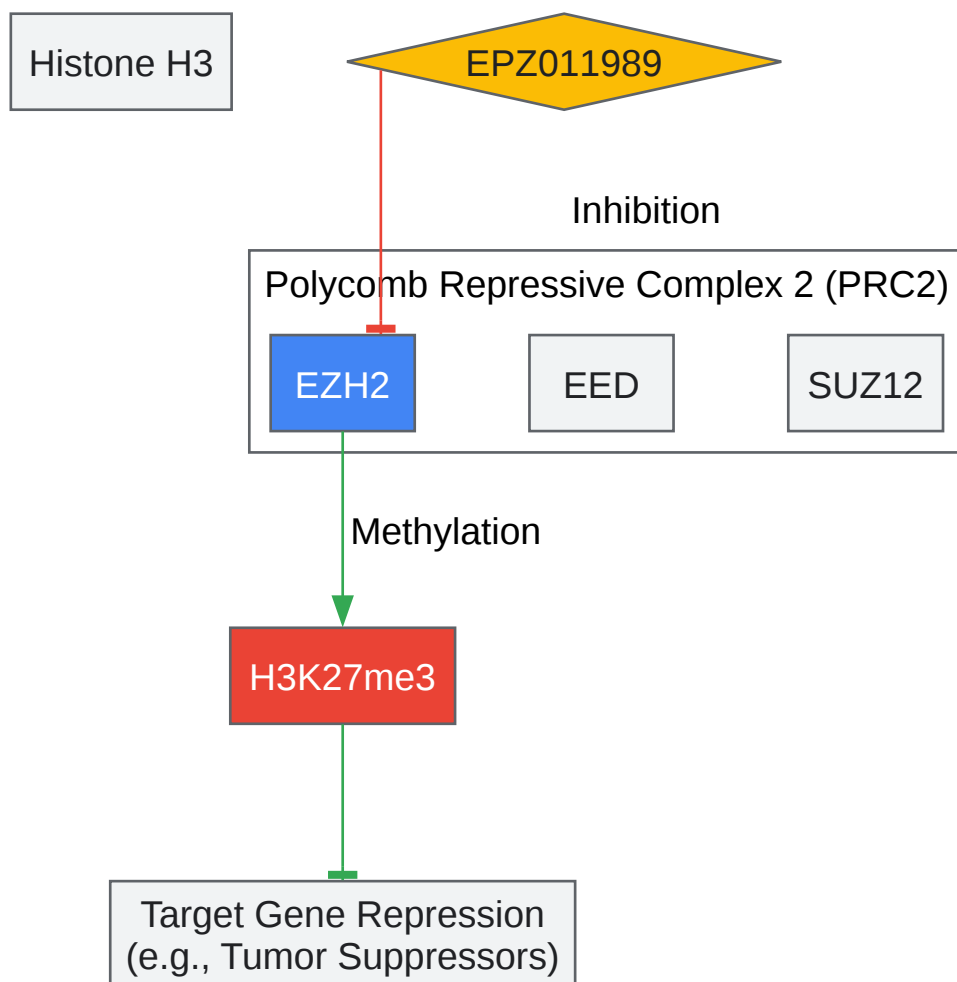 Histone H3
EPZ011989
Inhibition
Polycomb Repressive Complex 2 (PRC2)
EZH2
EED
SUZ12
Methylation
H3K27me3
Target Gene Repression
(e.g., Tumor Suppressors)